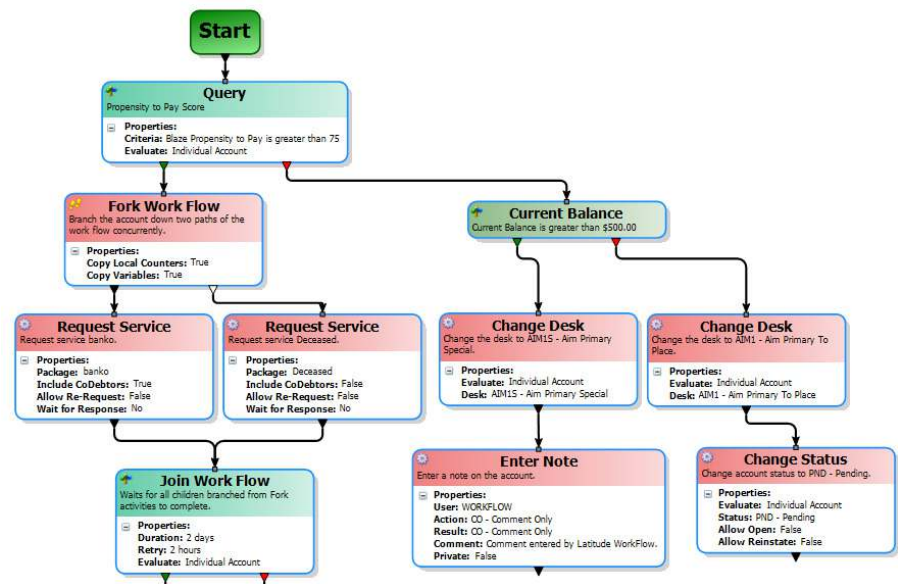 Start
Query
Propensity to Pay Score
Properties:
Criteria: Blaze Propensity to Pay is greater than 75
Evaluate: Individual Account
Fork Work Flow
Branch the account down two paths of the
work flow concurrently.
Properties:
Copy Local Counters: True
Copy Variables: True
Current Balance
Current Balance is greater than $500.00
Request Service
Request service banko.
Properties:
Package: banko
Include CoDebtors: True
Allow Re-Request: False
Wait for Response: No
Request Service
Request service Deceased.
Properties:
Package: Deceased
Include CoDebtors: False
Allow Re-Request: False
Wait for Response: No
Change Desk
Change the desk to AIM1S - Aim Primary
Special.
Properties:
Evaluate: Individual Account
Desk: AIM1S - Aim Primary Special
Change Desk
Change the desk to AIM1 - Aim Primary To
Place.
Properties:
Evaluate: Individual Account
Desk: AIM1 - Aim Primary To Place
Join Work Flow
Waits for all children branched from Fork
activities to complete.
Properties:
Duration: 2 days
Retry: 2 hours
Evaluate: Individual Account
Enter Note
Enter a note on the account.
Properties:
User: WORKFLOW
Action: CO - Comment Only
Result: CO - Comment Only
Comment: Comment entered by Latitude WorkFlow.
Private: False
Change Status
Change account status to PND - Pending.
Properties:
Evaluate: Individual Account
Status: PND - Pending
Allow Open: False
Allow Reinstate: False